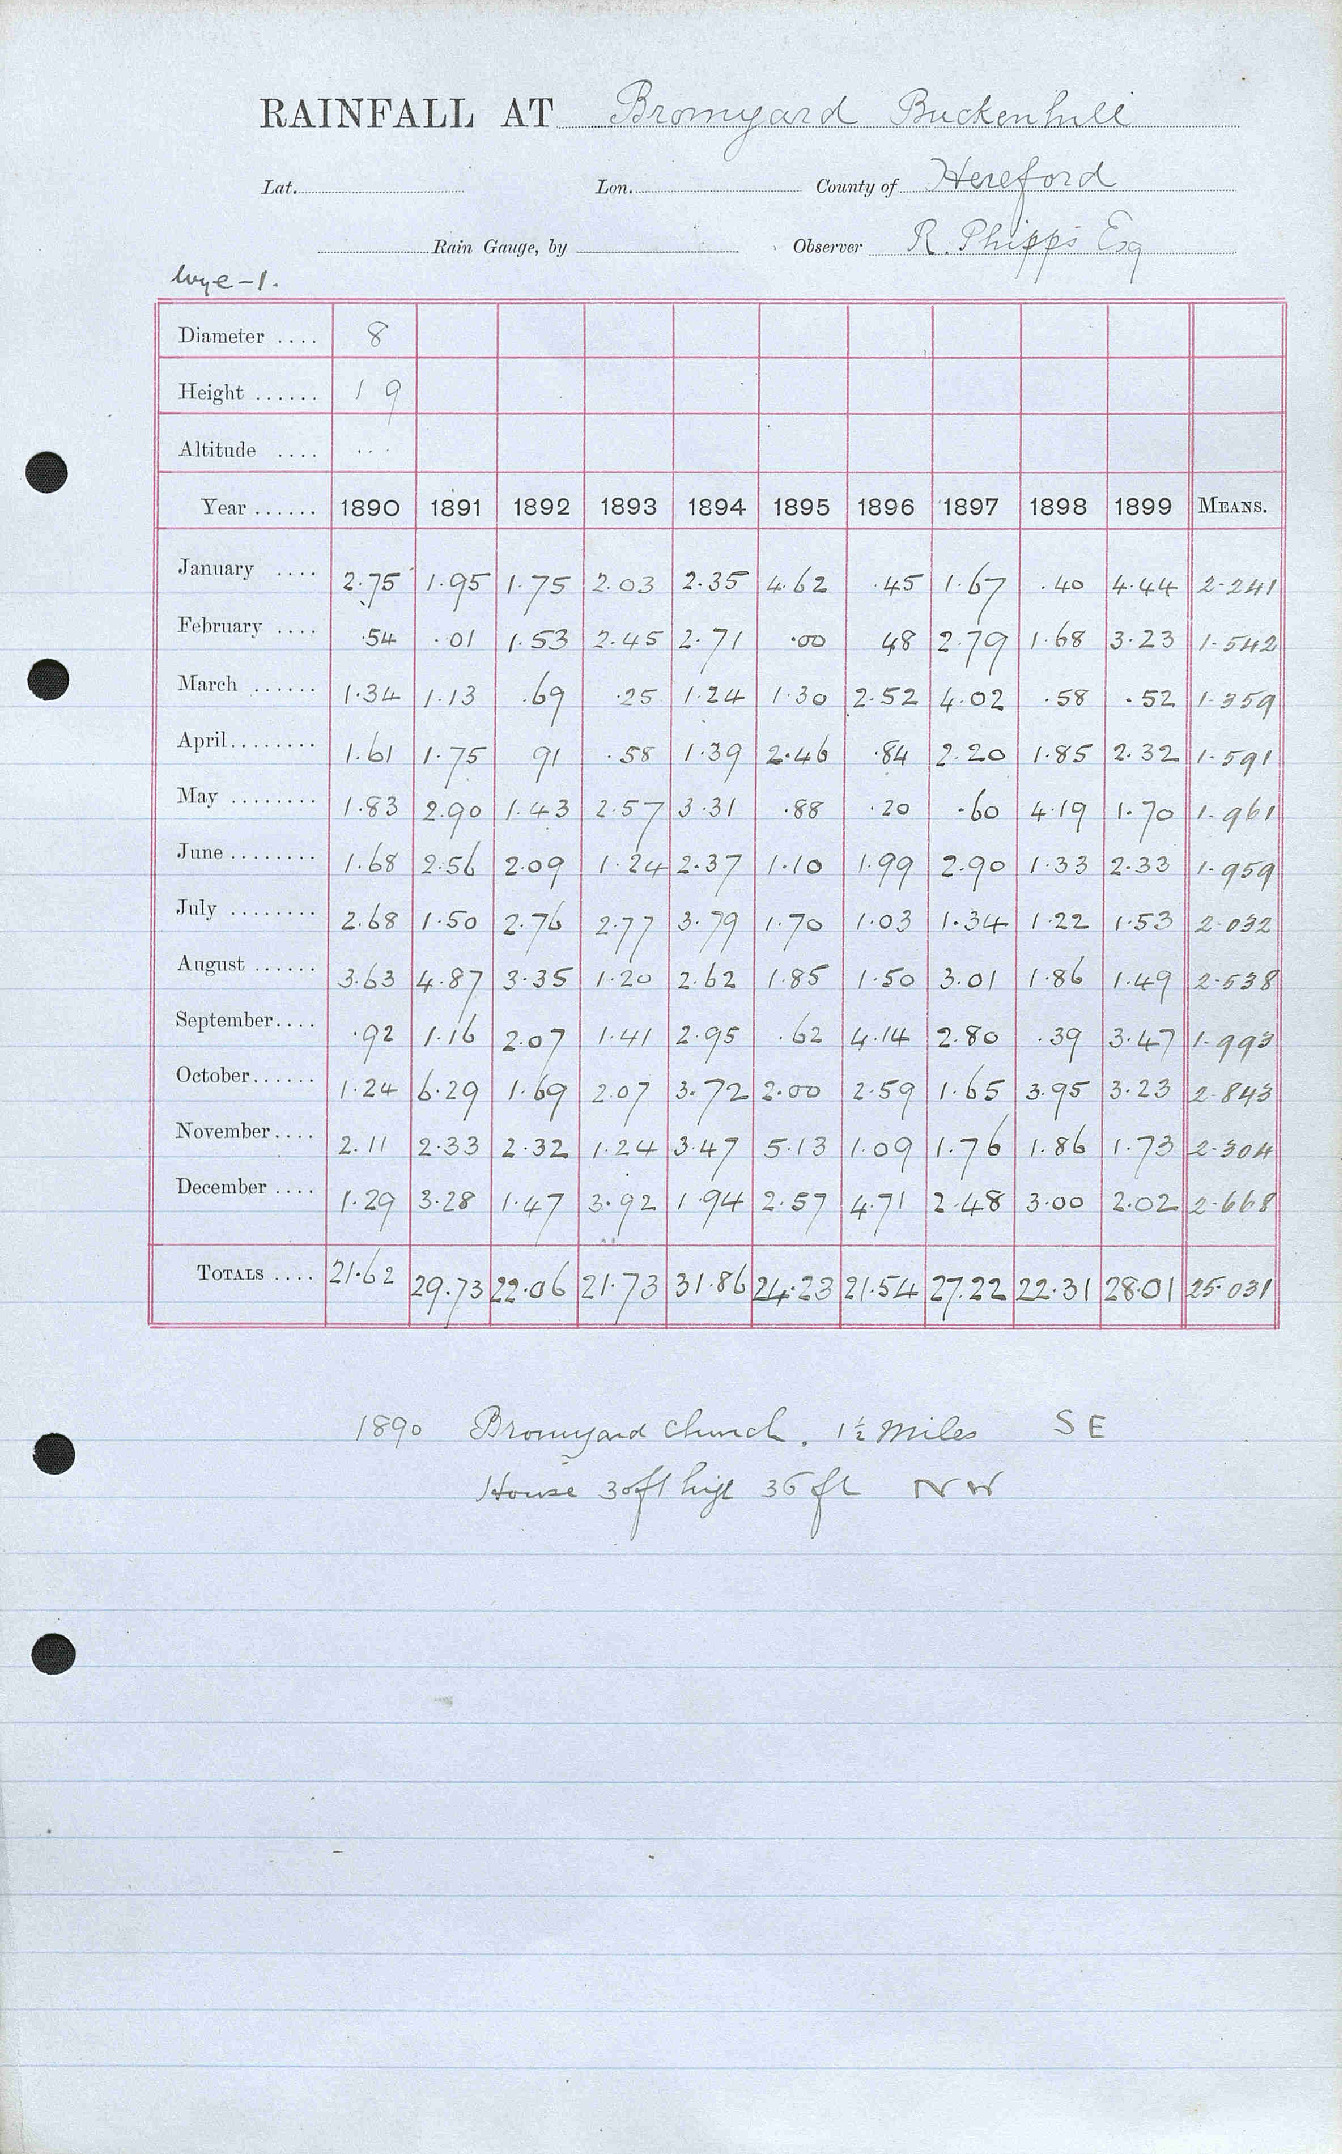 RAINFALL AT Bromyard Buckenhill
Lat. Lon. County of Hereford
Rain Gauge, by Observer R. Phipps Esq
Wye-1.
Diameter .... 8
Height ...... 1 9
Altitude .... ...
Year ...... 1890 1891 1892 1893 1894 1895 1896 1897 1898 1899 MEANS.
January .... 2.75 1.95 1.75 2.03 2.35 4.62 .45 1.67 .40 4.44 2.241
February .... .54 .01 1.53 2.45 2.71 .00 48 2.79 1.68 3.23 1.542
March ...... 1.34 1.13 .69 .25 1.24 1.30 2.52 4.02 .58 .52 1.359
April........ 1.61 1.75 91 .58 1.39 2.46 .84 2.20 1.85 2.32 1.591
May ........ 1.83 2.90 1.43 2.57 3.31 .88 .20 .60 4.19 1.70 1.961
June ........ 1.68 2.56 2.09 1.24 2.37 1.10 1.99 2.90 1.33 2.33 1.959
July ........ 2.68 1.50 2.76 2.77 3.79 1.70 1.03 1.34 1.22 1.53 2.032
August ...... 3.63 4.87 3.35 1.20 2.62 1.85 1.50 3.01 1.86 1.49 2.538
September.... .92 1.16 2.07 1.41 2.95 .62 4.14 2.80 .39 3.47 1.993
October...... 1.24 6.29 1.69 2.07 3.72 2.00 2.59 1.65 3.95 3.23 2.843
November.... 2.11 2.33 2.32 1.24 3.47 5.13 1.09 1.76 1.86 1.73 2.304
December .... 1.29 3.28 1.47 3.92 1.94 2.57 4.71 2.48 3.00 2.02 2.668
TOTALS .... 21.62 29.73 22.06 21.73 31.86 24.23 21.54 27.22 22.31 28.01 25.031
1890 Bromyard Church. 1½ miles SE
House 30ft high 36 ft NW